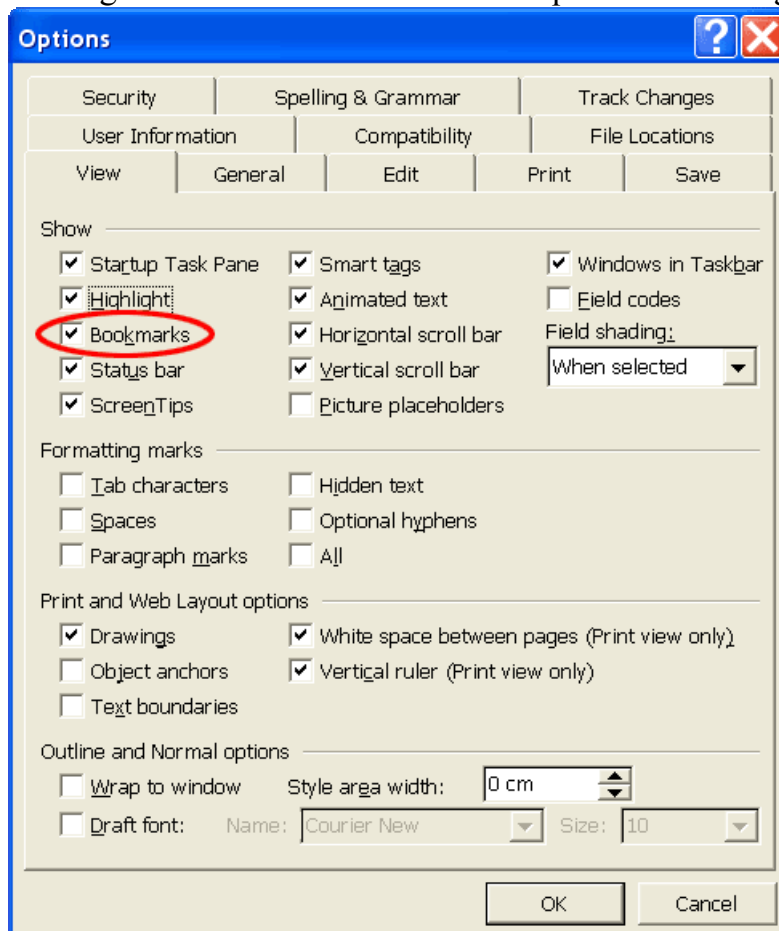 Options
Security Spelling & Grammar Track Changes
User Information Compatibility File Locations
View General Edit Print Save
Show
Startup Task Pane Smart tags Windows in Taskbar
Highlight Animated text Field codes
Bookmarks Horizontal scroll bar Field shading:
Status bar Vertical scroll bar When selected
ScreenTips Picture placeholders
Formatting marks
Tab characters Hidden text
Spaces Optional hyphens
Paragraph marks All
Print and Web Layout options
Drawings White space between pages (Print view only)
Object anchors Vertical ruler (Print view only)
Text boundaries
Outline and Normal options
Wrap to window Style area width: 0 cm
Draft font: Name: Courier New Size: 10
OK Cancel